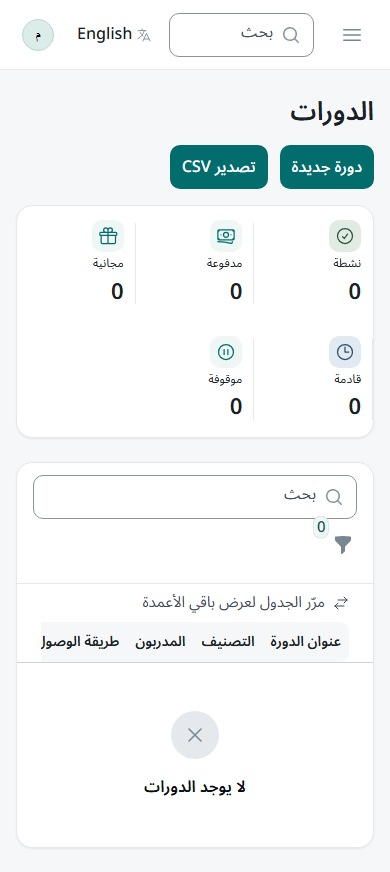 بحث
English
م
الدورات
دورة جديدة
تصدير CSV
نشطة
0
مدفوعة
0
مجانية
0
قادمة
0
موقوفة
0
بحث
0
مرّر الجدول لعرض باقي الأعمدة
عنوان الدورة التصنيف المدربون طريقة الوصول
لا يوجد الدورات